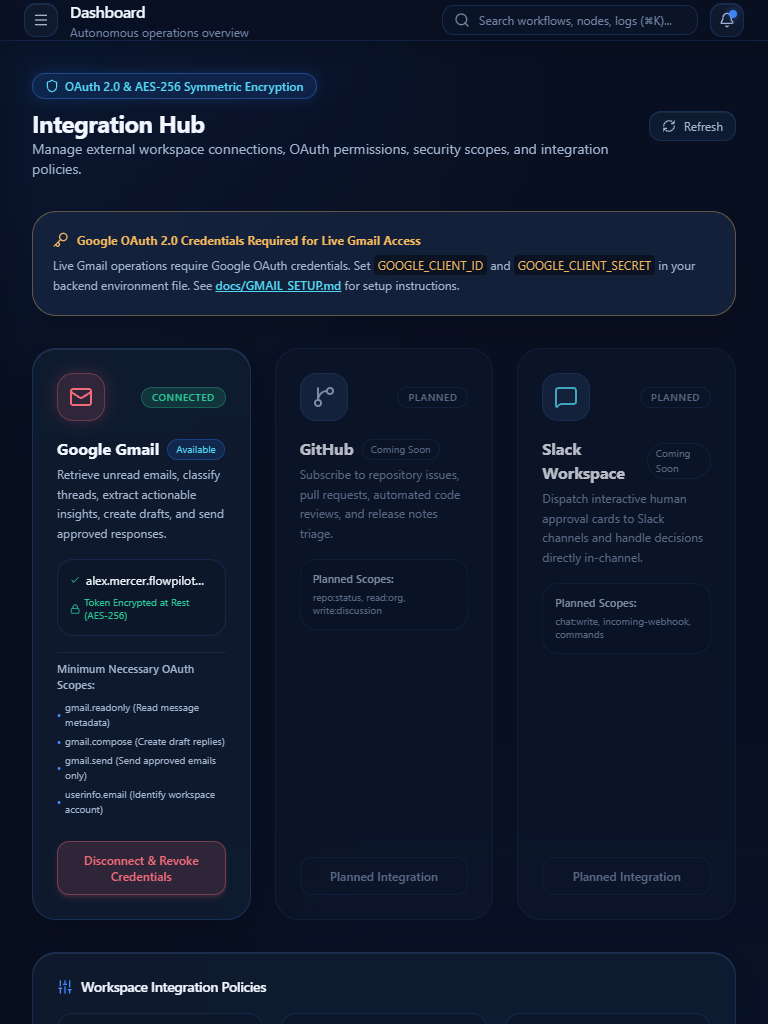 Dashboard
Autonomous operations overview
Search workflows, nodes, logs (⌘K)...
OAuth 2.0 & AES-256 Symmetric Encryption
Integration Hub
Manage external workspace connections, OAuth permissions, security scopes, and integration
policies.
Refresh
Google OAuth 2.0 Credentials Required for Live Gmail Access
Live Gmail operations require Google OAuth credentials. Set GOOGLE_CLIENT_ID and GOOGLE_CLIENT_SECRET in your
backend environment file. See docs/GMAIL_SETUP.md for setup instructions.
CONNECTED
Google Gmail Available
Retrieve unread emails, classify
threads, extract actionable
insights, create drafts, and send
approved responses.
alex.mercer.flowpilot...
Token Encrypted at Rest
(AES-256)
Minimum Necessary OAuth
Scopes:
• gmail.readonly (Read message
metadata)
• gmail.compose (Create draft replies)
• gmail.send (Send approved emails
only)
• userinfo.email (Identify workspace
account)
Disconnect & Revoke
Credentials
PLANNED
GitHub Coming Soon
Subscribe to repository issues,
pull requests, automated code
reviews, and release notes
triage.
Planned Scopes:
repo:status, read:org,
write:discussion
Planned Integration
PLANNED
Slack
Workspace
Coming
Soon
Dispatch interactive human
approval cards to Slack
channels and handle decisions
directly in-channel.
Planned Scopes:
chat:write, incoming-webhook,
commands
Planned Integration
Workspace Integration Policies